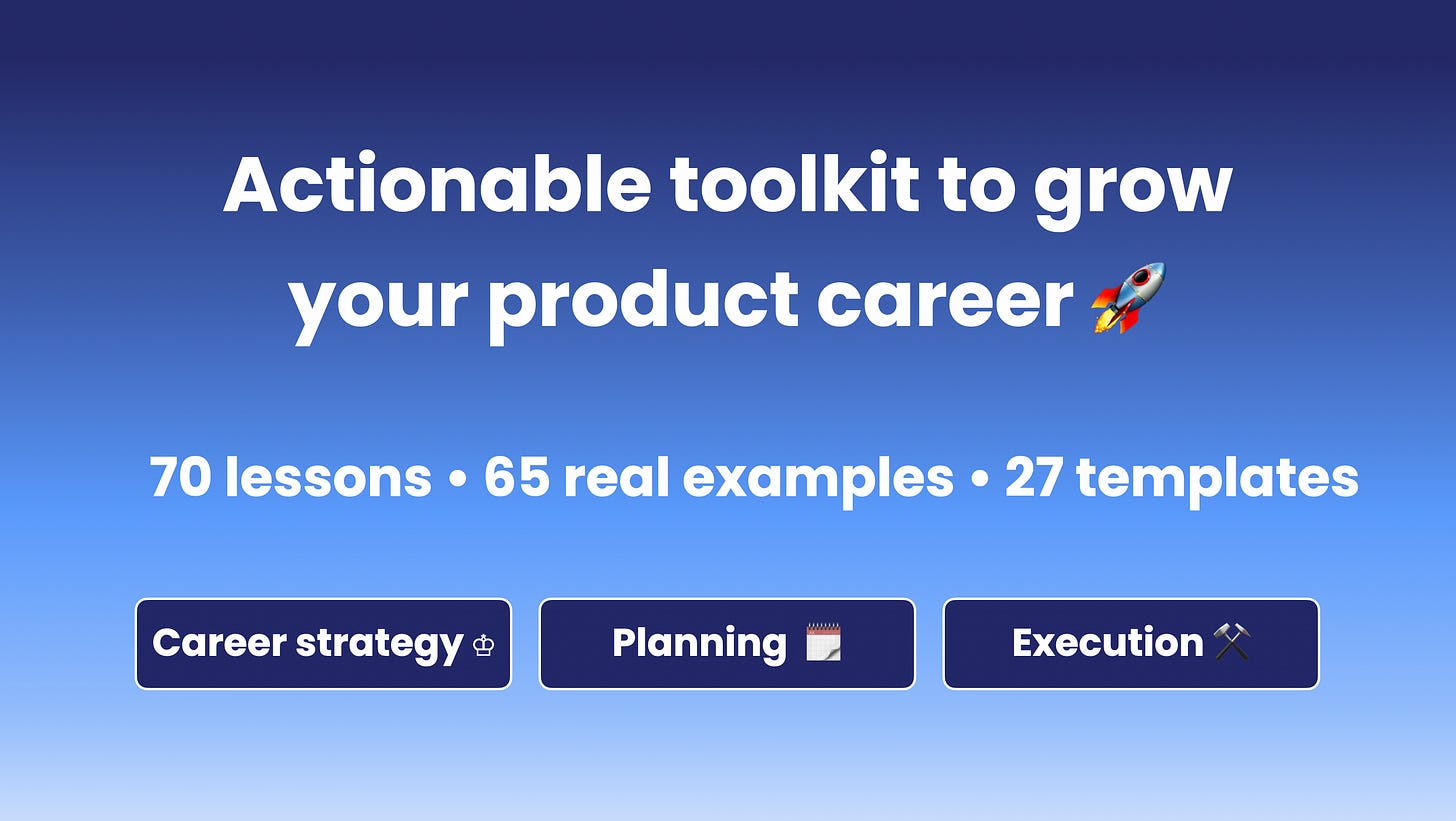 Actionable toolkit to grow
your product career 🚀
70 lessons • 65 real examples • 27 templates
Career strategy ♔
Planning 🗓
Execution ⚒